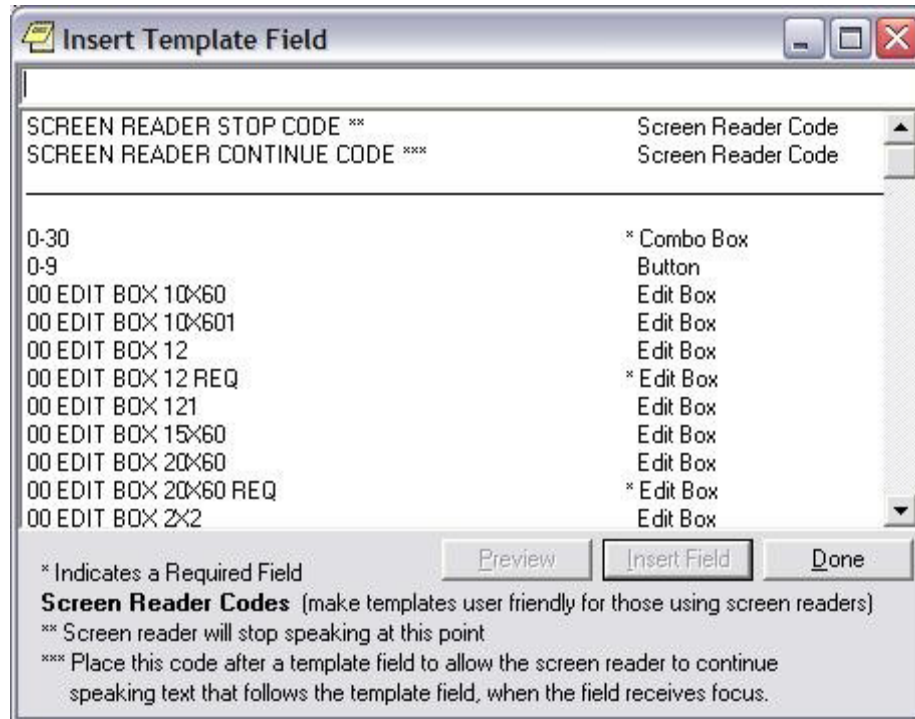 Insert Template Field
SCREEN READER STOP CODE ** Screen Reader Code
SCREEN READER CONTINUE CODE *** Screen Reader Code
0-30 * Combo Box
0-9 Button
00 EDIT BOX 10X60 Edit Box
00 EDIT BOX 10X601 Edit Box
00 EDIT BOX 12 Edit Box
00 EDIT BOX 12 REQ * Edit Box
00 EDIT BOX 121 Edit Box
00 EDIT BOX 15X60 Edit Box
00 EDIT BOX 20X60 Edit Box
00 EDIT BOX 20X60 REQ * Edit Box
00 EDIT BOX 2X2 Edit Box
Preview Insert Field Done
* Indicates a Required Field
Screen Reader Codes (make templates user friendly for those using screen readers)
** Screen reader will stop speaking at this point
*** Place this code after a template field to allow the screen reader to continue
speaking text that follows the template field, when the field receives focus.